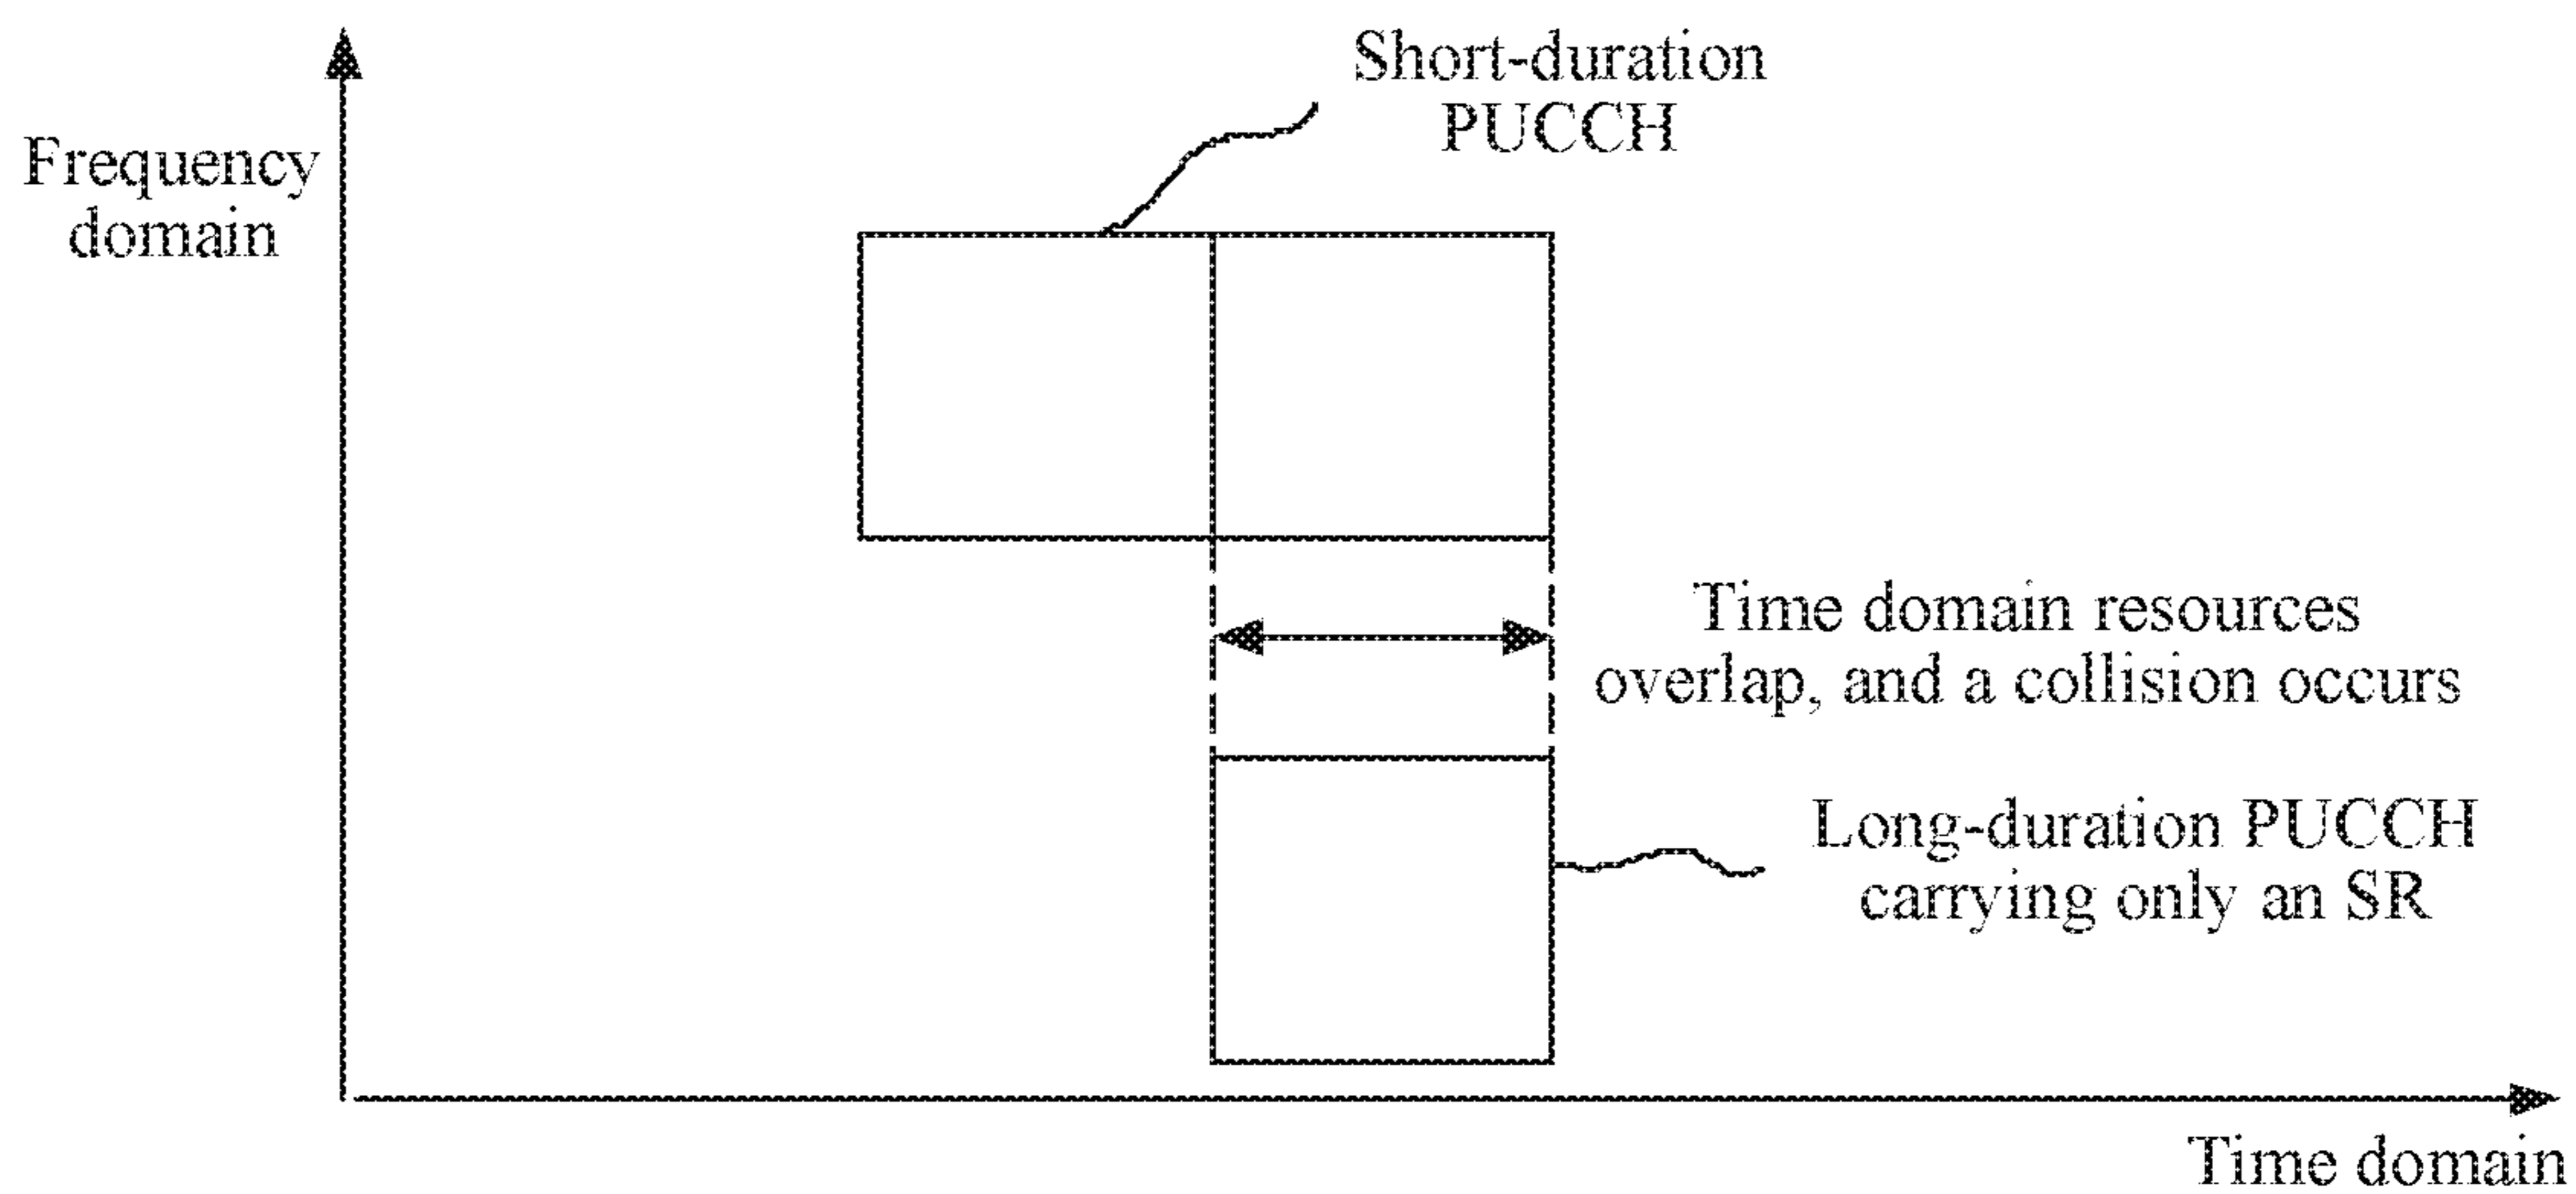 Short-duration
PUCCH
Frequency
domain
Time domain resources
overlap, and a collision occurs
Long-duration PUCCH
carrying only an SR
Time domain